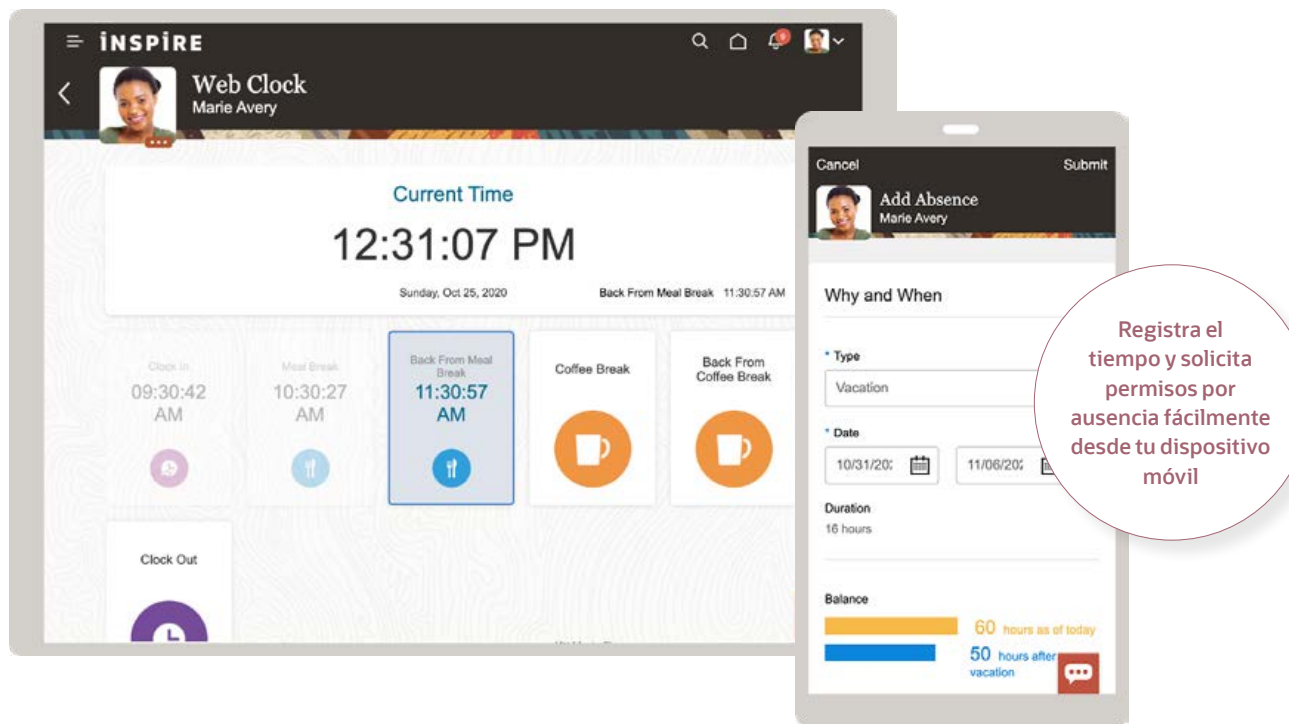 iNSPiRE
Web Clock
Marie Avery
Current Time
12:31:07 PM
Sunday, Oct 25, 2020
Back From Meal Break 11:30:57 AM
Clock In
09:30:42
AM
Meal Break
10:30:27
AM
Back From Meal
Break
11:30:57
AM
Coffee Break
Back From
Coffee Break
Clock Out
Cancel
Submit
Add Absence
Marie Avery
Why and When
* Type
Vacation
* Date
10/31/20
11/06/20
Duration
16 hours
Balance
60 hours as of today
50 hours after
vacation
Registra el
tiempo y solicita
permisos por
ausencia fácilmente
desde tu dispositivo
móvil